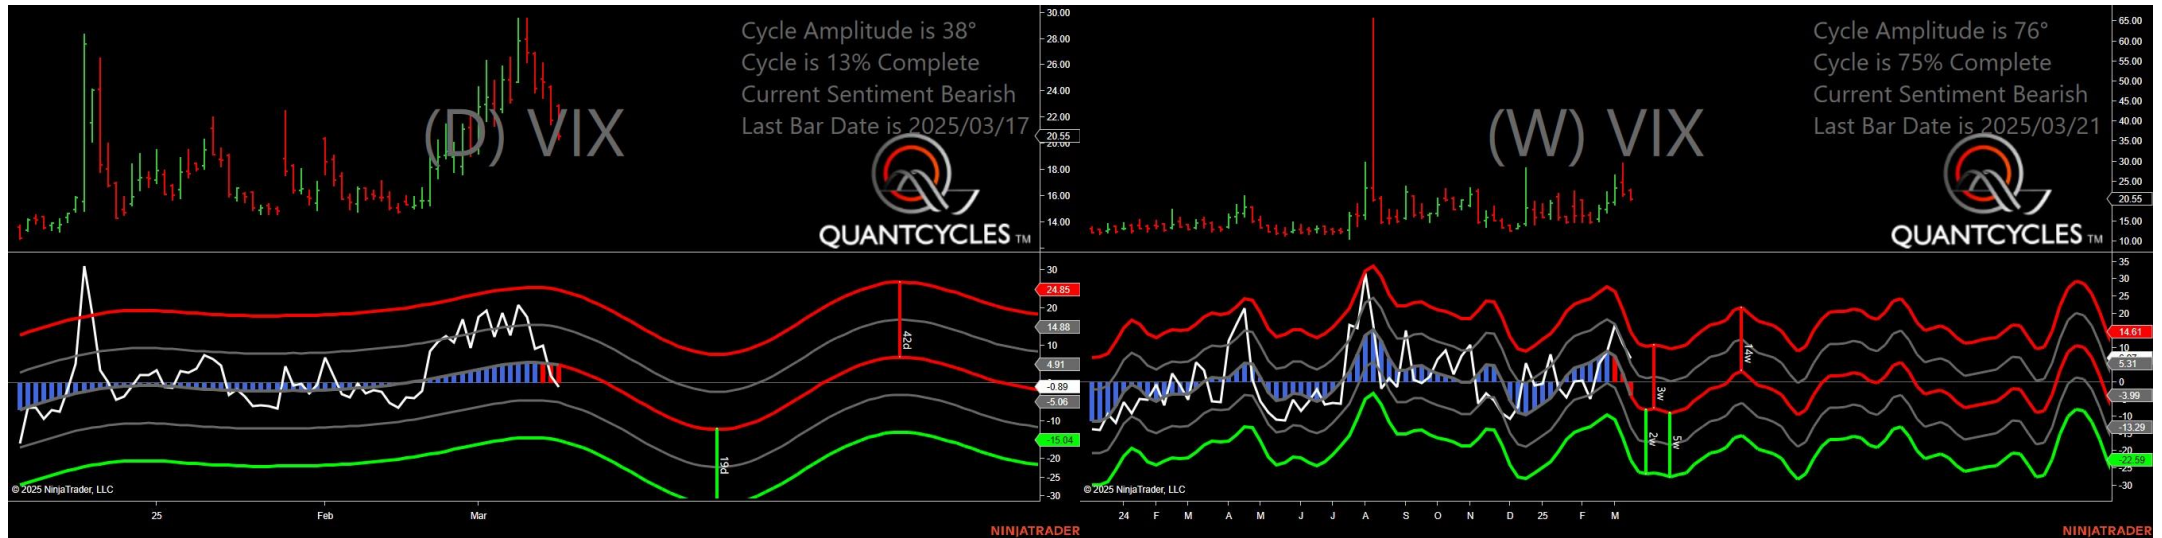 Cycle Amplitude is 38°
Cycle is 13% Complete
Current Sentiment Bearish
Last Bar Date is 2025/03/17
(D) VIX
QUANTCYCLES TM
30.00
28.00
26.00
24.00
22.00
20.55
20.00
18.00
16.00
14.00
30
24.85
20
14.88
10
4.91
-0.89
-5.06
-10
-15.04
-20
-25
-30
42d
19d
© 2025 NinjaTrader, LLC
25
Feb
Mar
NINJATRADER
Cycle Amplitude is 76°
Cycle is 75% Complete
Current Sentiment Bearish
Last Bar Date is 2025/03/21
(W) VIX
QUANTCYCLES TM
65.00
60.00
55.00
50.00
45.00
40.00
35.00
30.00
25.00
20.55
15.00
10.00
35
30
25
20
14.61
10
5.31
0
-3.99
-10
-13.29
-22.59
-30
3w
14w
2w
5w
© 2025 NinjaTrader, LLC
24
F
M
A
M
J
J
A
S
O
N
D
25
F
M
NINJATRADER